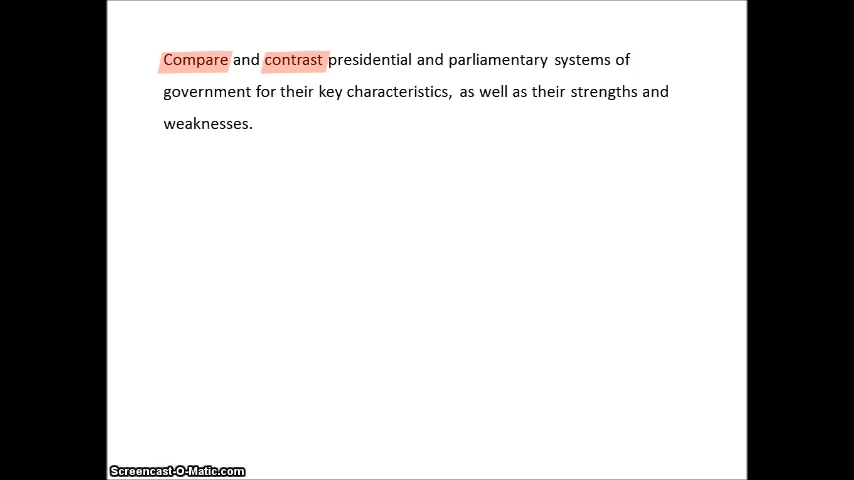 Compare and contrast presidential and parliamentary systems of
government for their key characteristics, as well as their strengths and
weaknesses.
Screencast-O-Matic.com